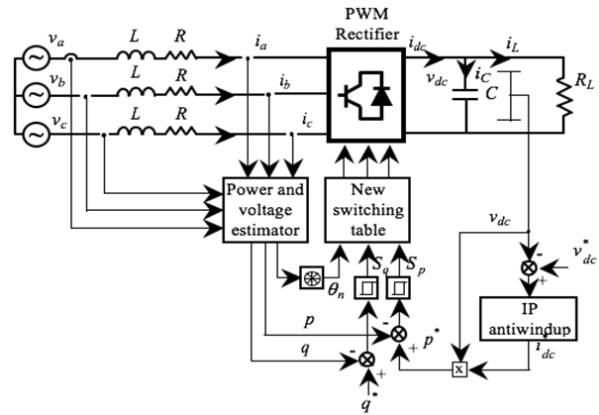 PWM
Rectifier
v_a L R i_a i_dc i_L
v_dc i_C
v_b L R i_b C R_L
v_c L R i_c
Power and
voltage
estimator
New
switching
table
v_dc
S_q S_p - v*_dc
θ_n +
IP
antiwindup
p - + p* i*_dc
q - + x
q*